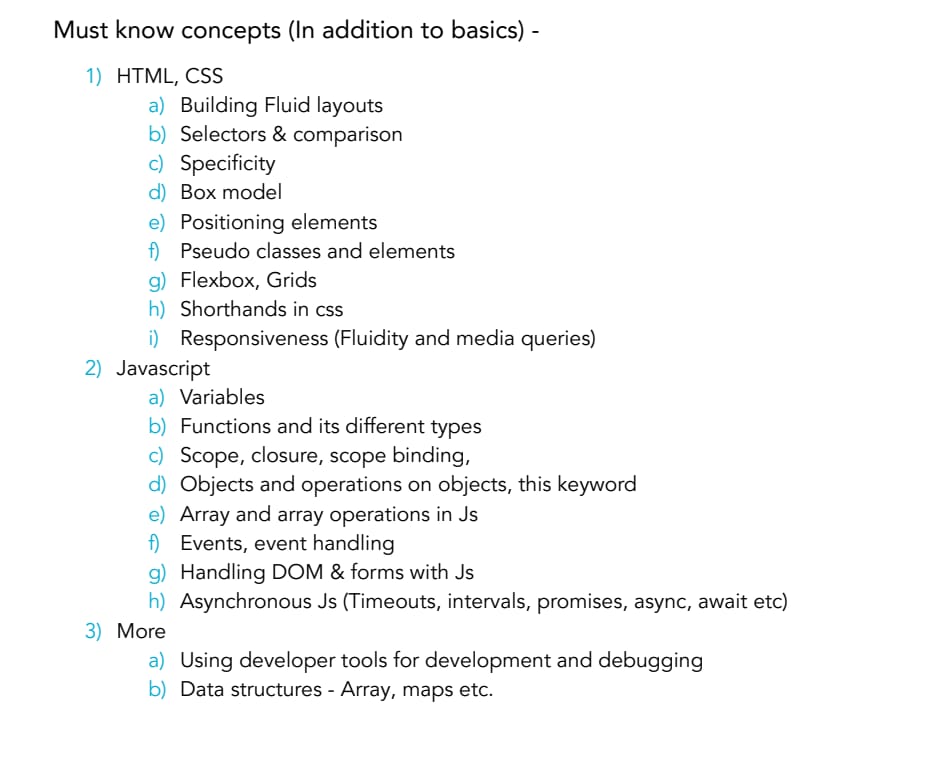 Must know concepts (In addition to basics) -
1) HTML, CSS
a) Building Fluid layouts
b) Selectors & comparison
c) Specificity
d) Box model
e) Positioning elements
f) Pseudo classes and elements
g) Flexbox, Grids
h) Shorthands in css
i) Responsiveness (Fluidity and media queries)
2) Javascript
a) Variables
b) Functions and its different types
c) Scope, closure, scope binding,
d) Objects and operations on objects, this keyword
e) Array and array operations in Js
f) Events, event handling
g) Handling DOM & forms with Js
h) Asynchronous Js (Timeouts, intervals, promises, async, await etc)
3) More
a) Using developer tools for development and debugging
b) Data structures - Array, maps etc.